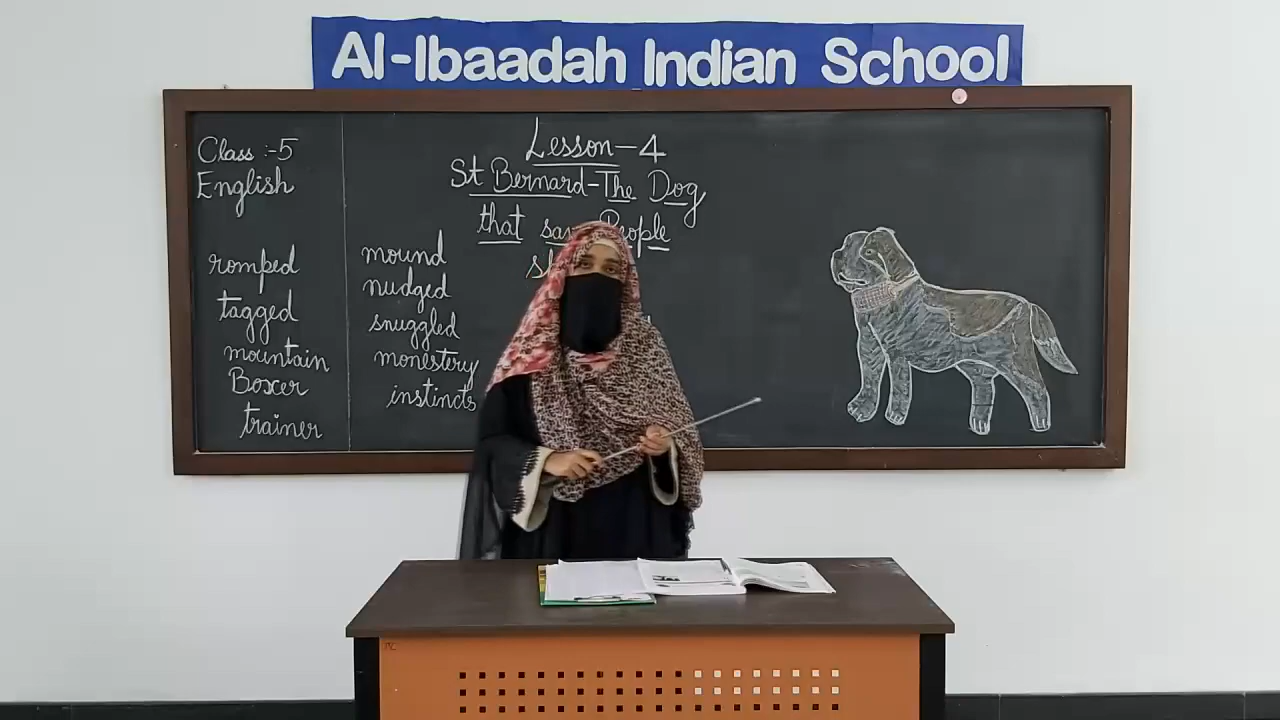 Al-Ibaadah Indian School
Class :-5
English
Lesson-4
St Bernard-The Dog
that People
romped
tagged
mountain
Boxer
trainer
mound
nudged
snuggled
monestery
instincts